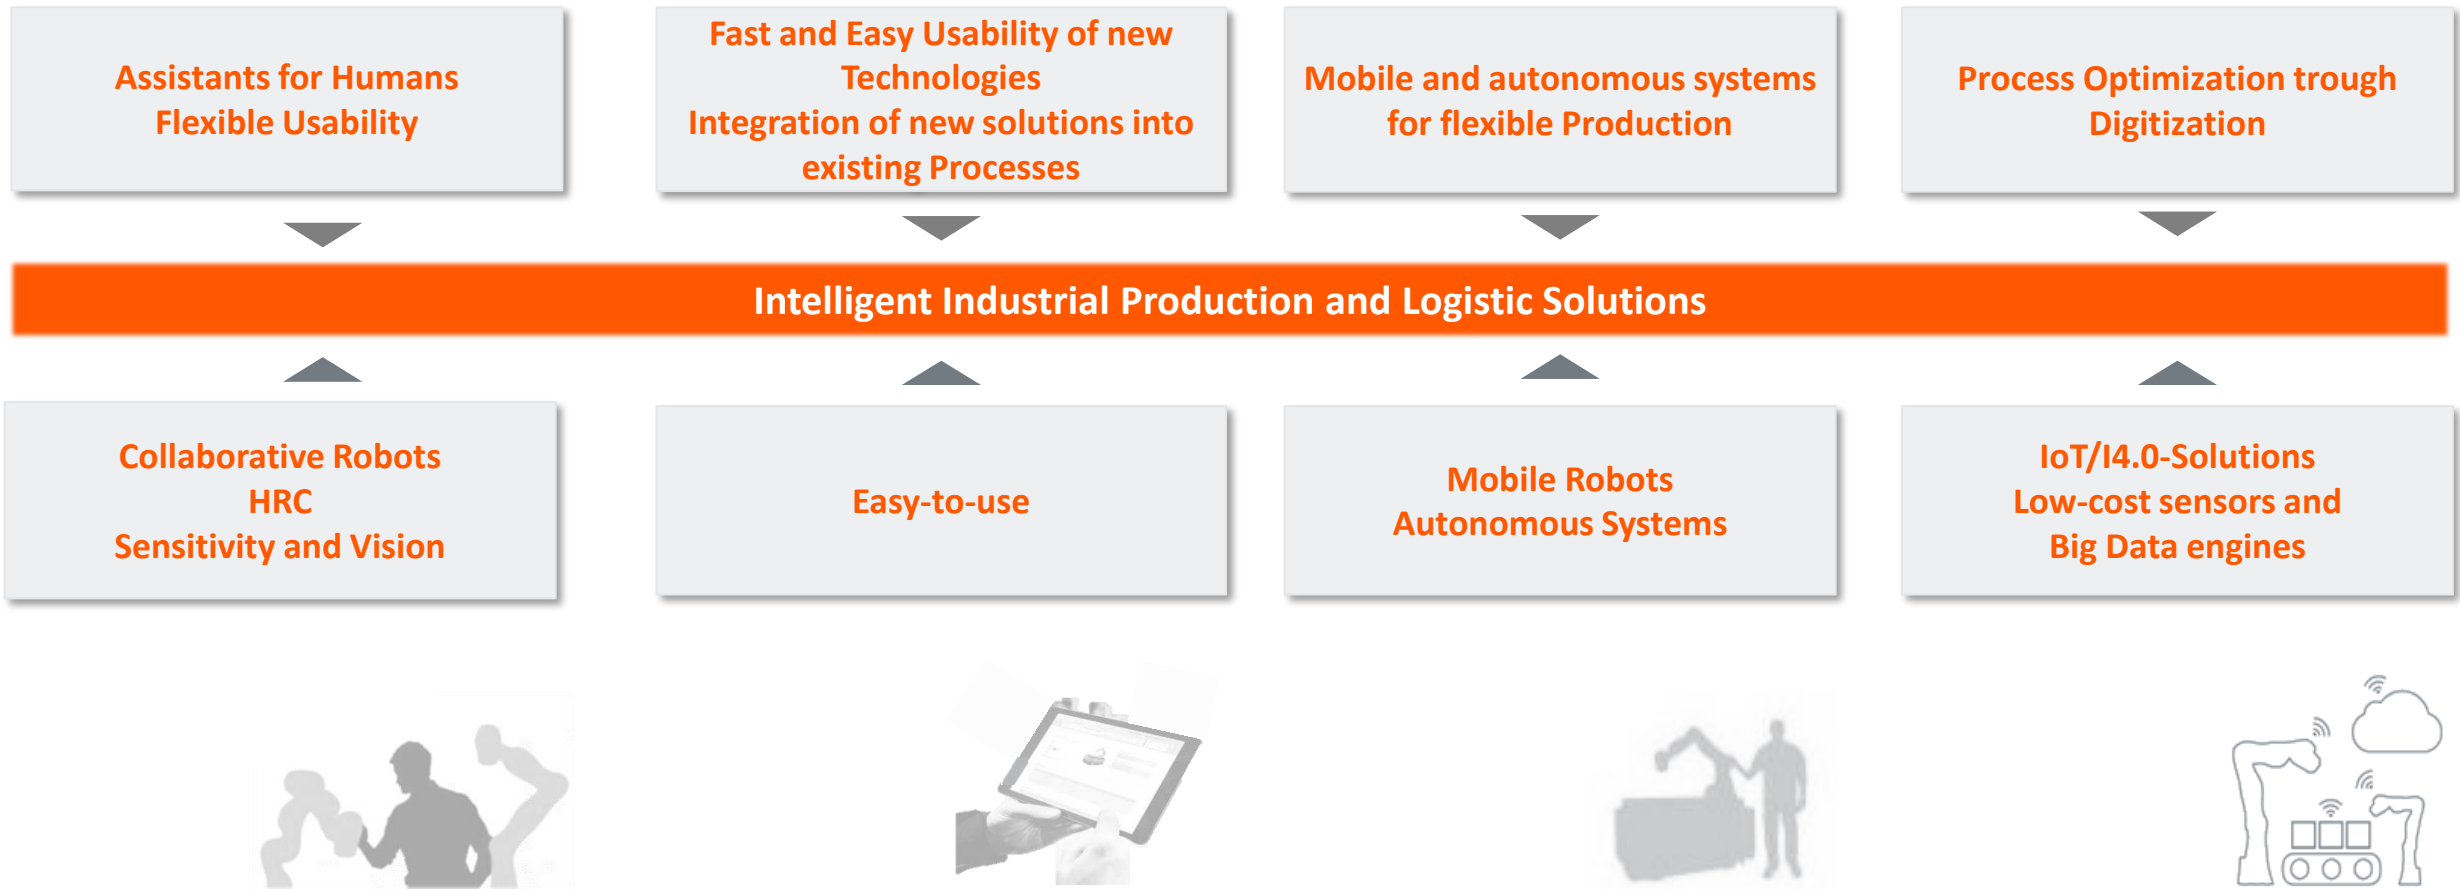 Assistants for Humans
Flexible Usability
Fast and Easy Usability of new
Technologies
Integration of new solutions into
existing Processes
Mobile and autonomous systems
for flexible Production
Process Optimization trough
Digitization
Intelligent Industrial Production and Logistic Solutions
Collaborative Robots
HRC
Sensitivity and Vision
Easy-to-use
Mobile Robots
Autonomous Systems
IoT/I4.0-Solutions
Low-cost sensors and
Big Data engines